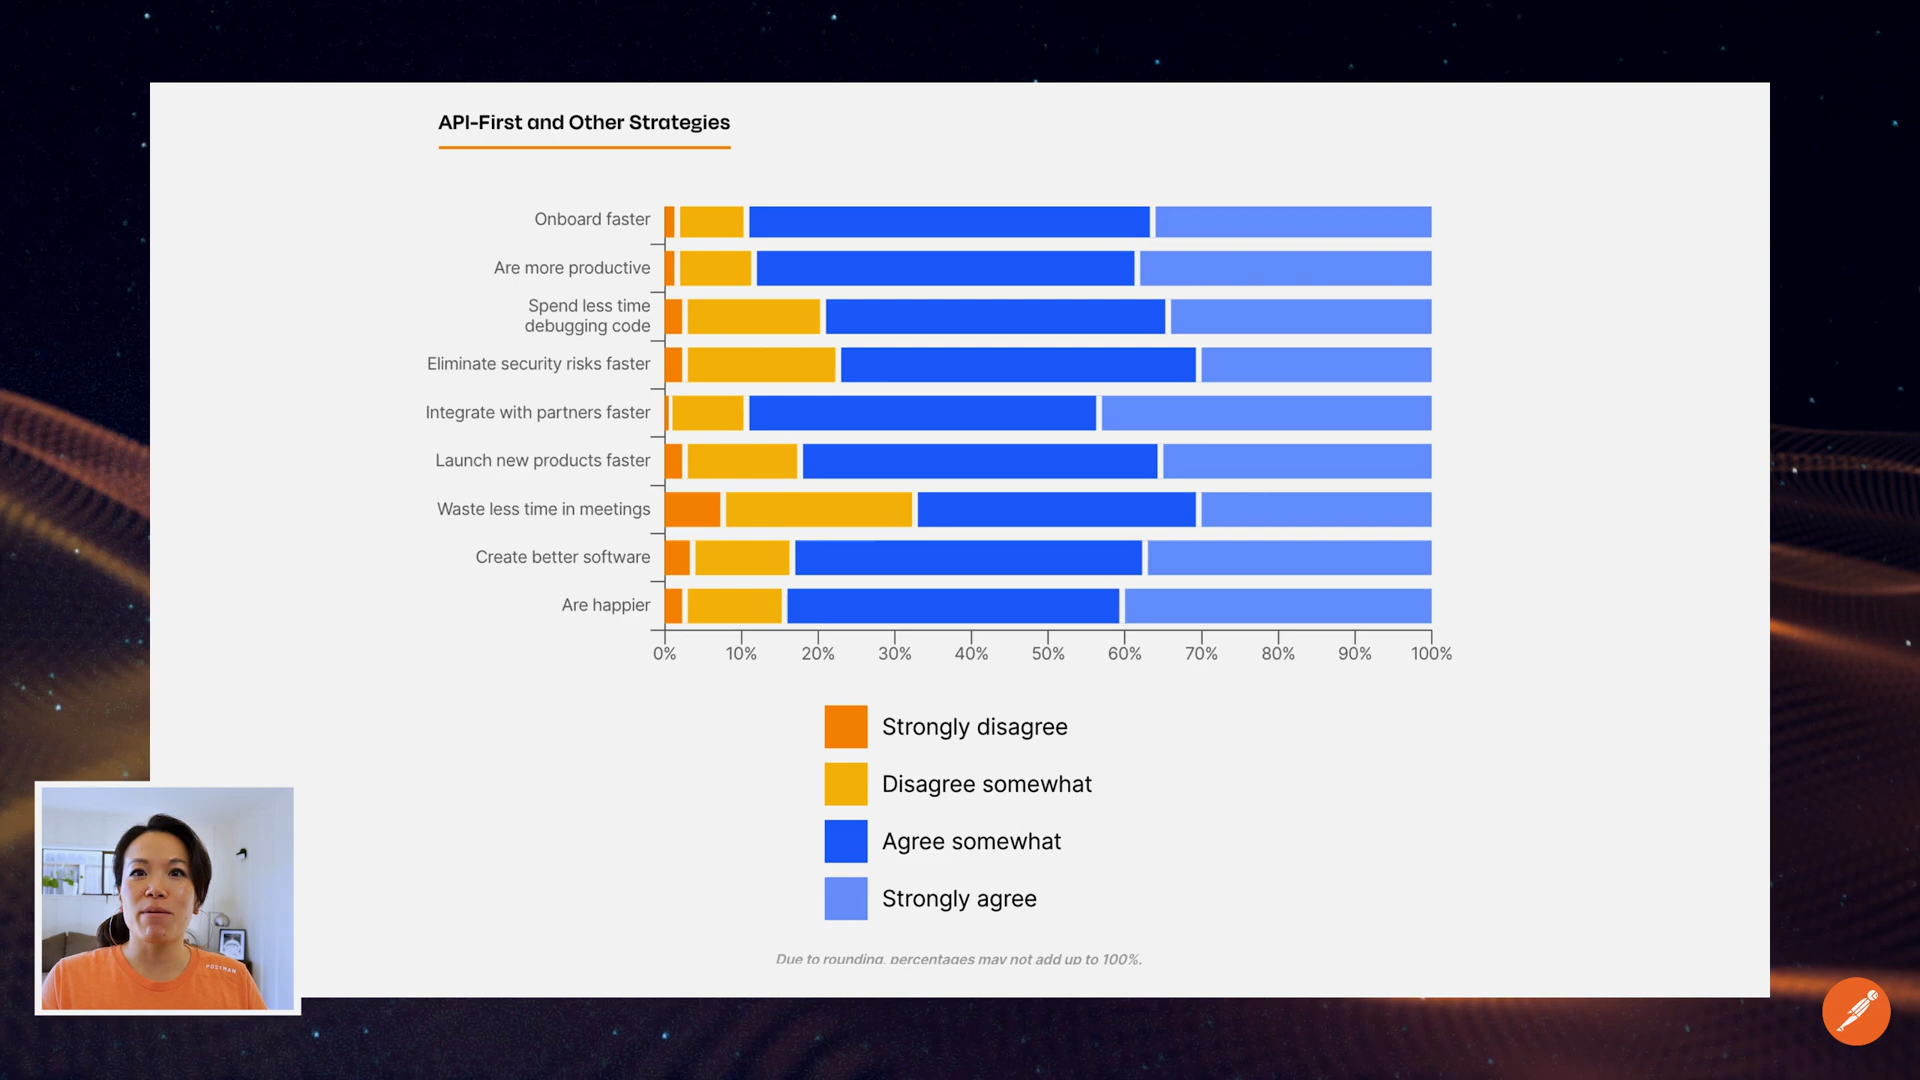 API-First and Other Strategies
Onboard faster
Are more productive
Spend less time
debugging code
Eliminate security risks faster
Integrate with partners faster
Launch new products faster
Waste less time in meetings
Create better software
Are happier
0% 10% 20% 30% 40% 50% 60% 70% 80% 90% 100%
Strongly disagree
Disagree somewhat
Agree somewhat
Strongly agree
Due to rounding, percentages may not add up to 100%.
POSTMAN